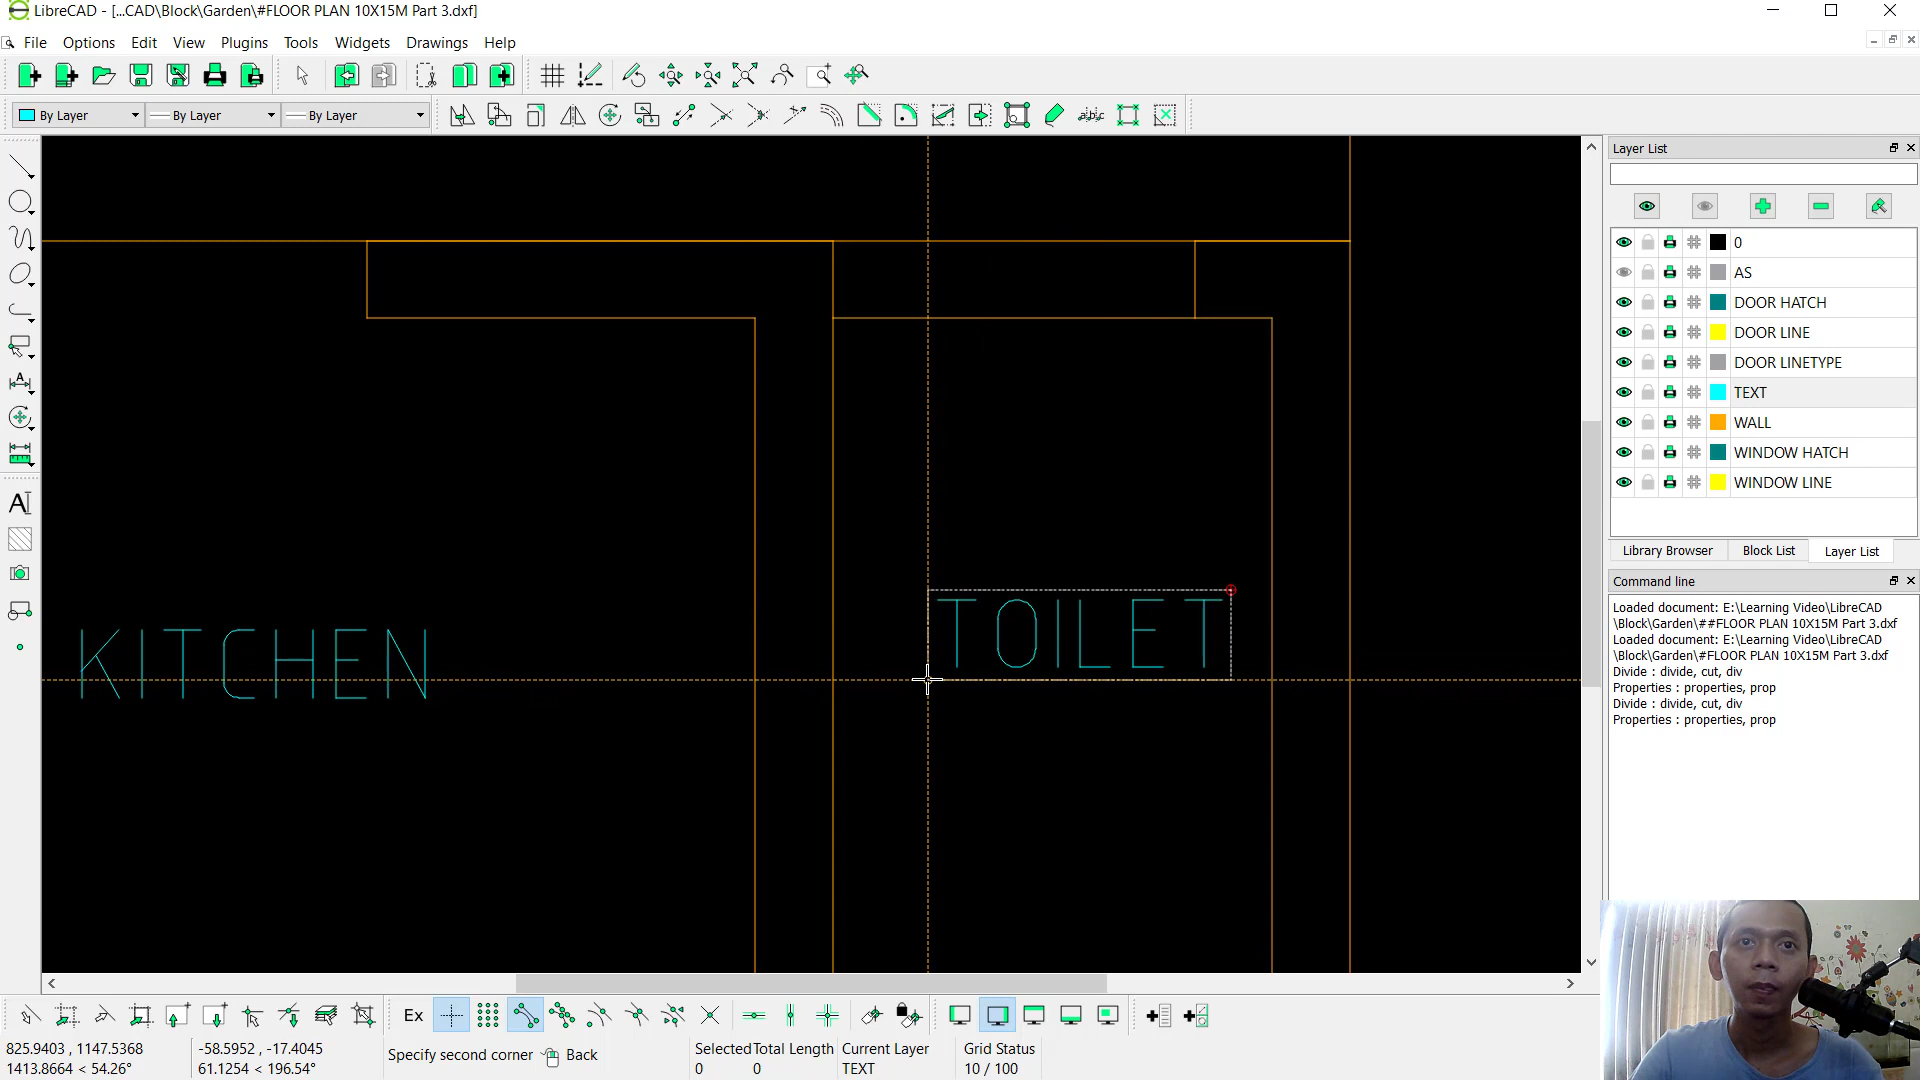 LibreCAD - [...CAD\Block\Garden\#FLOOR PLAN 10X15M Part 3.dxf]
File Options Edit View Plugins Tools Widgets Drawings Help
By Layer By Layer By Layer
abc
Layer List
0
AS
DOOR HATCH
DOOR LINE
DOOR LINETYPE
TEXT
WALL
WINDOW HATCH
WINDOW LINE
Library Browser Block List Layer List
Command line
Loaded document: E:\Learning Video\LibreCAD
\Block\Garden\##FLOOR PLAN 10X15M Part 3.dxf
Loaded document: E:\Learning Video\LibreCAD
\Block\Garden\#FLOOR PLAN 10X15M Part 3.dxf
Divide : divide, cut, div
Properties : properties, prop
Divide : divide, cut, div
Properties : properties, prop
TOILET
KITCHEN
Ex
825.9403 , 1147.5368
1413.8664 < 54.26°
-58.5952 , -17.4045
61.1254 < 196.54°
Specify second corner Back
Selected Total Length
0 0
Current Layer
TEXT
Grid Status
10 / 100